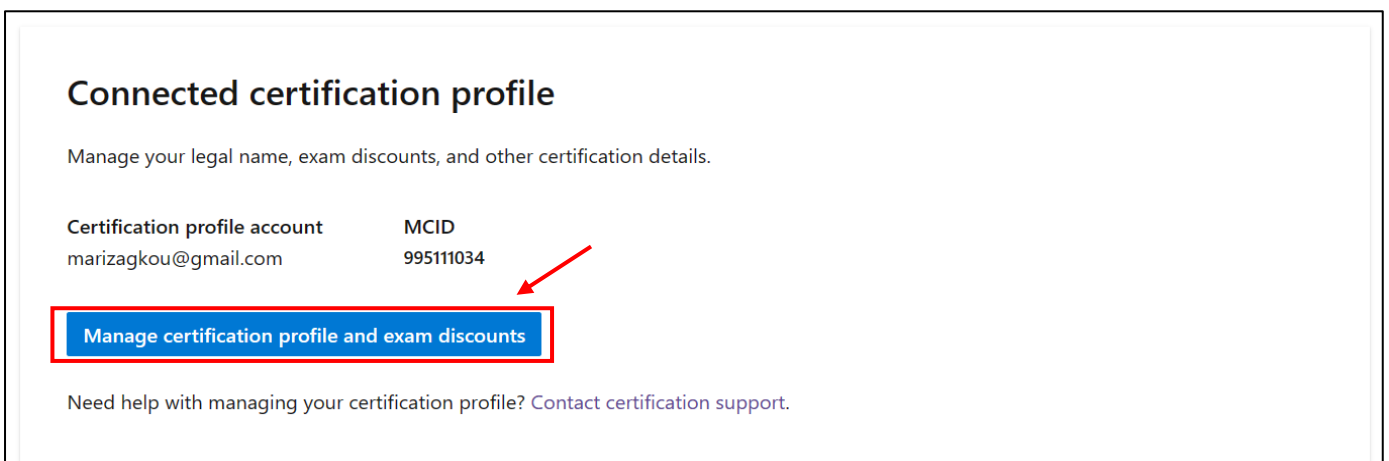 Connected certification profile
Manage your legal name, exam discounts, and other certification details.
Certification profile account MCID
marizagkou@gmail.com 995111034
Manage certification profile and exam discounts
Need help with managing your certification profile? Contact certification support.